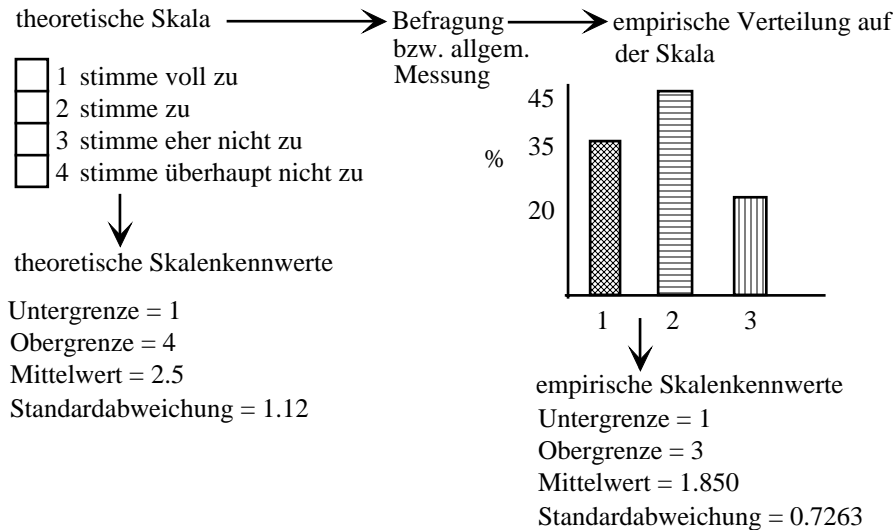 theoretische Skala
Befragung
bzw. allgem.
Messung
empirische Verteilung auf
der Skala
1 stimme voll zu
2 stimme zu
3 stimme eher nicht zu
4 stimme überhaupt nicht zu
theoretische Skalenkennwerte
Untergrenze = 1
Obergrenze = 4
Mittelwert = 2.5
Standardabweichung = 1.12
45
35
%
20
1 2 3
empirische Skalenkennwerte
Untergrenze = 1
Obergrenze = 3
Mittelwert = 1.850
Standardabweichung = 0.7263